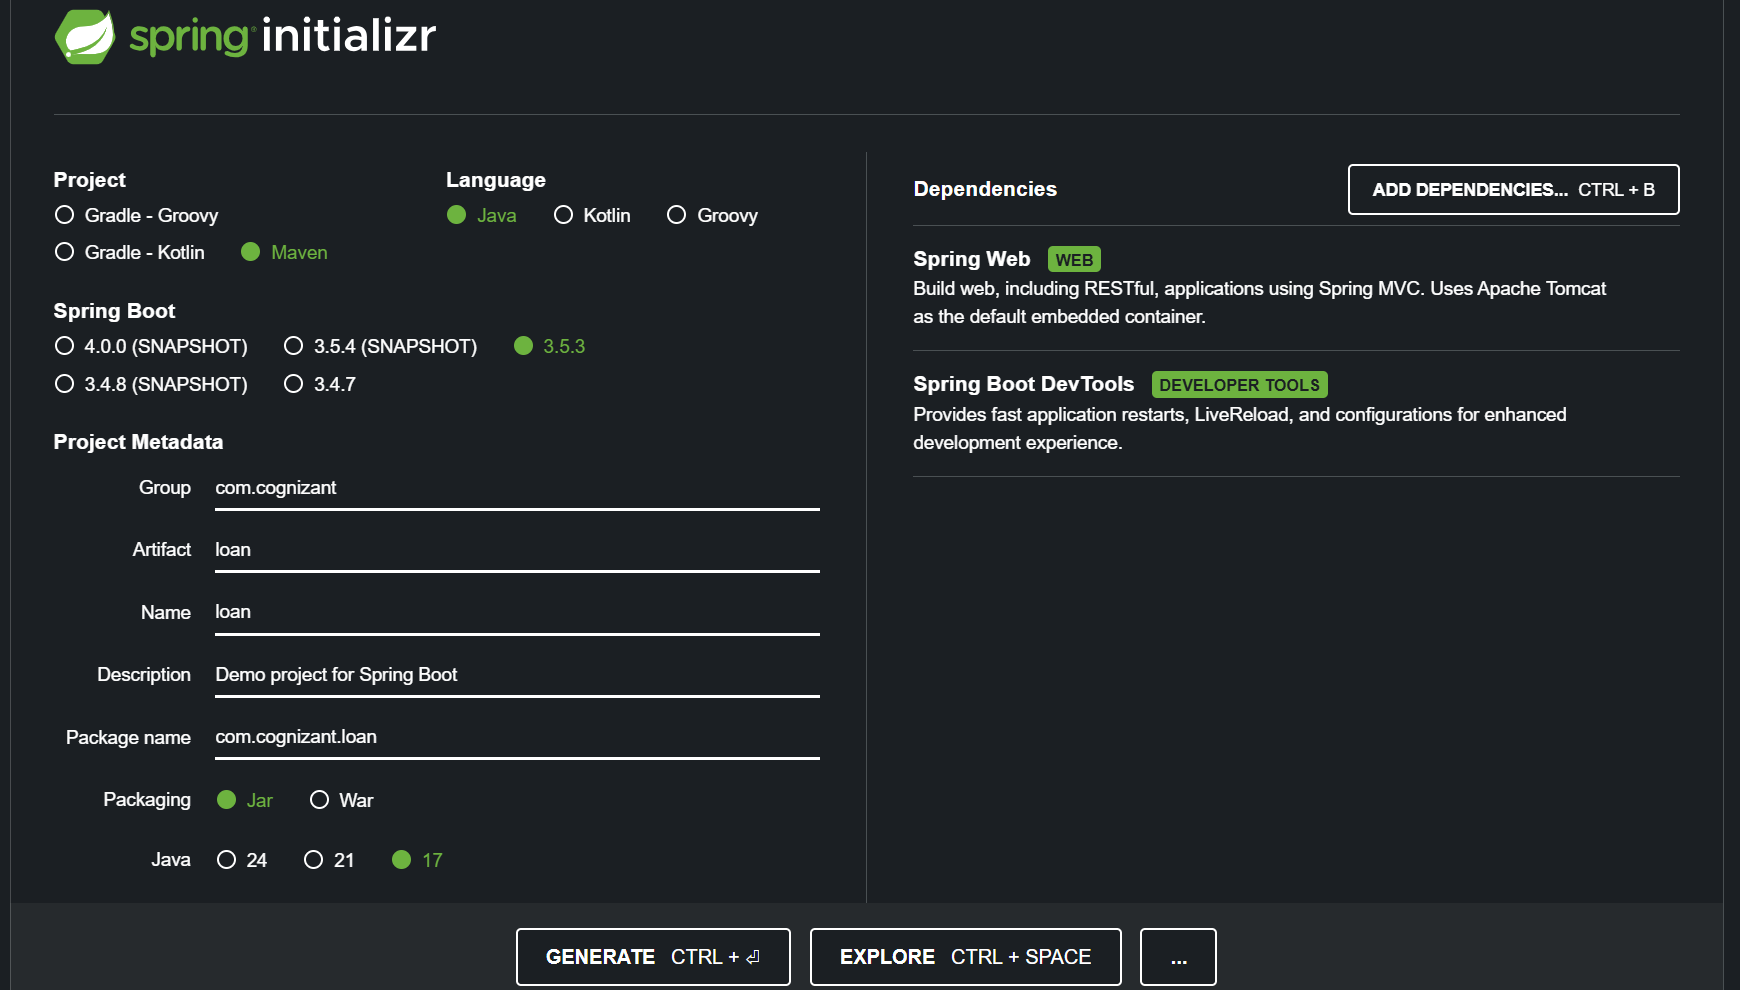 spring initializr
Project
Gradle - Groovy
Gradle - Kotlin Maven
Language
Java Kotlin Groovy
Spring Boot
4.0.0 (SNAPSHOT) 3.5.4 (SNAPSHOT) 3.5.3
3.4.8 (SNAPSHOT) 3.4.7
Project Metadata
Group com.cognizant
Artifact loan
Name loan
Description Demo project for Spring Boot
Package name com.cognizant.loan
Packaging Jar War
Java 24 21 17
Dependencies ADD DEPENDENCIES... CTRL + B
Spring Web WEB
Build web, including RESTful, applications using Spring MVC. Uses Apache Tomcat
as the default embedded container.
Spring Boot DevTools DEVELOPER TOOLS
Provides fast application restarts, LiveReload, and configurations for enhanced
development experience.
GENERATE CTRL + ⏎ EXPLORE CTRL + SPACE ...